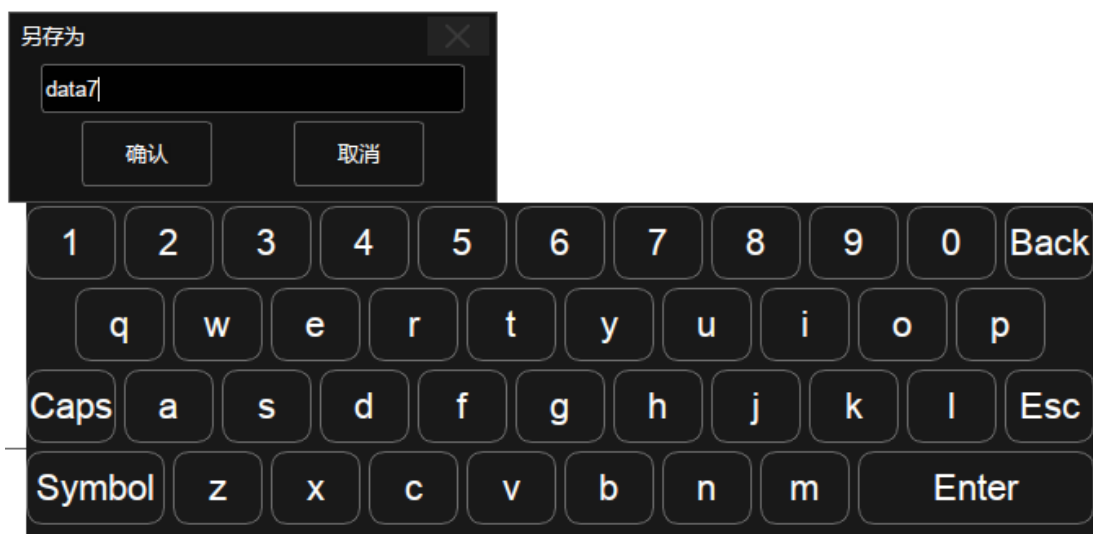 另存为
data7
确认 取消
1 2 3 4 5 6 7 8 9 0 Back
q w e r t y u i o p
Caps a s d f g h j k l Esc
Symbol z x c v b n m Enter